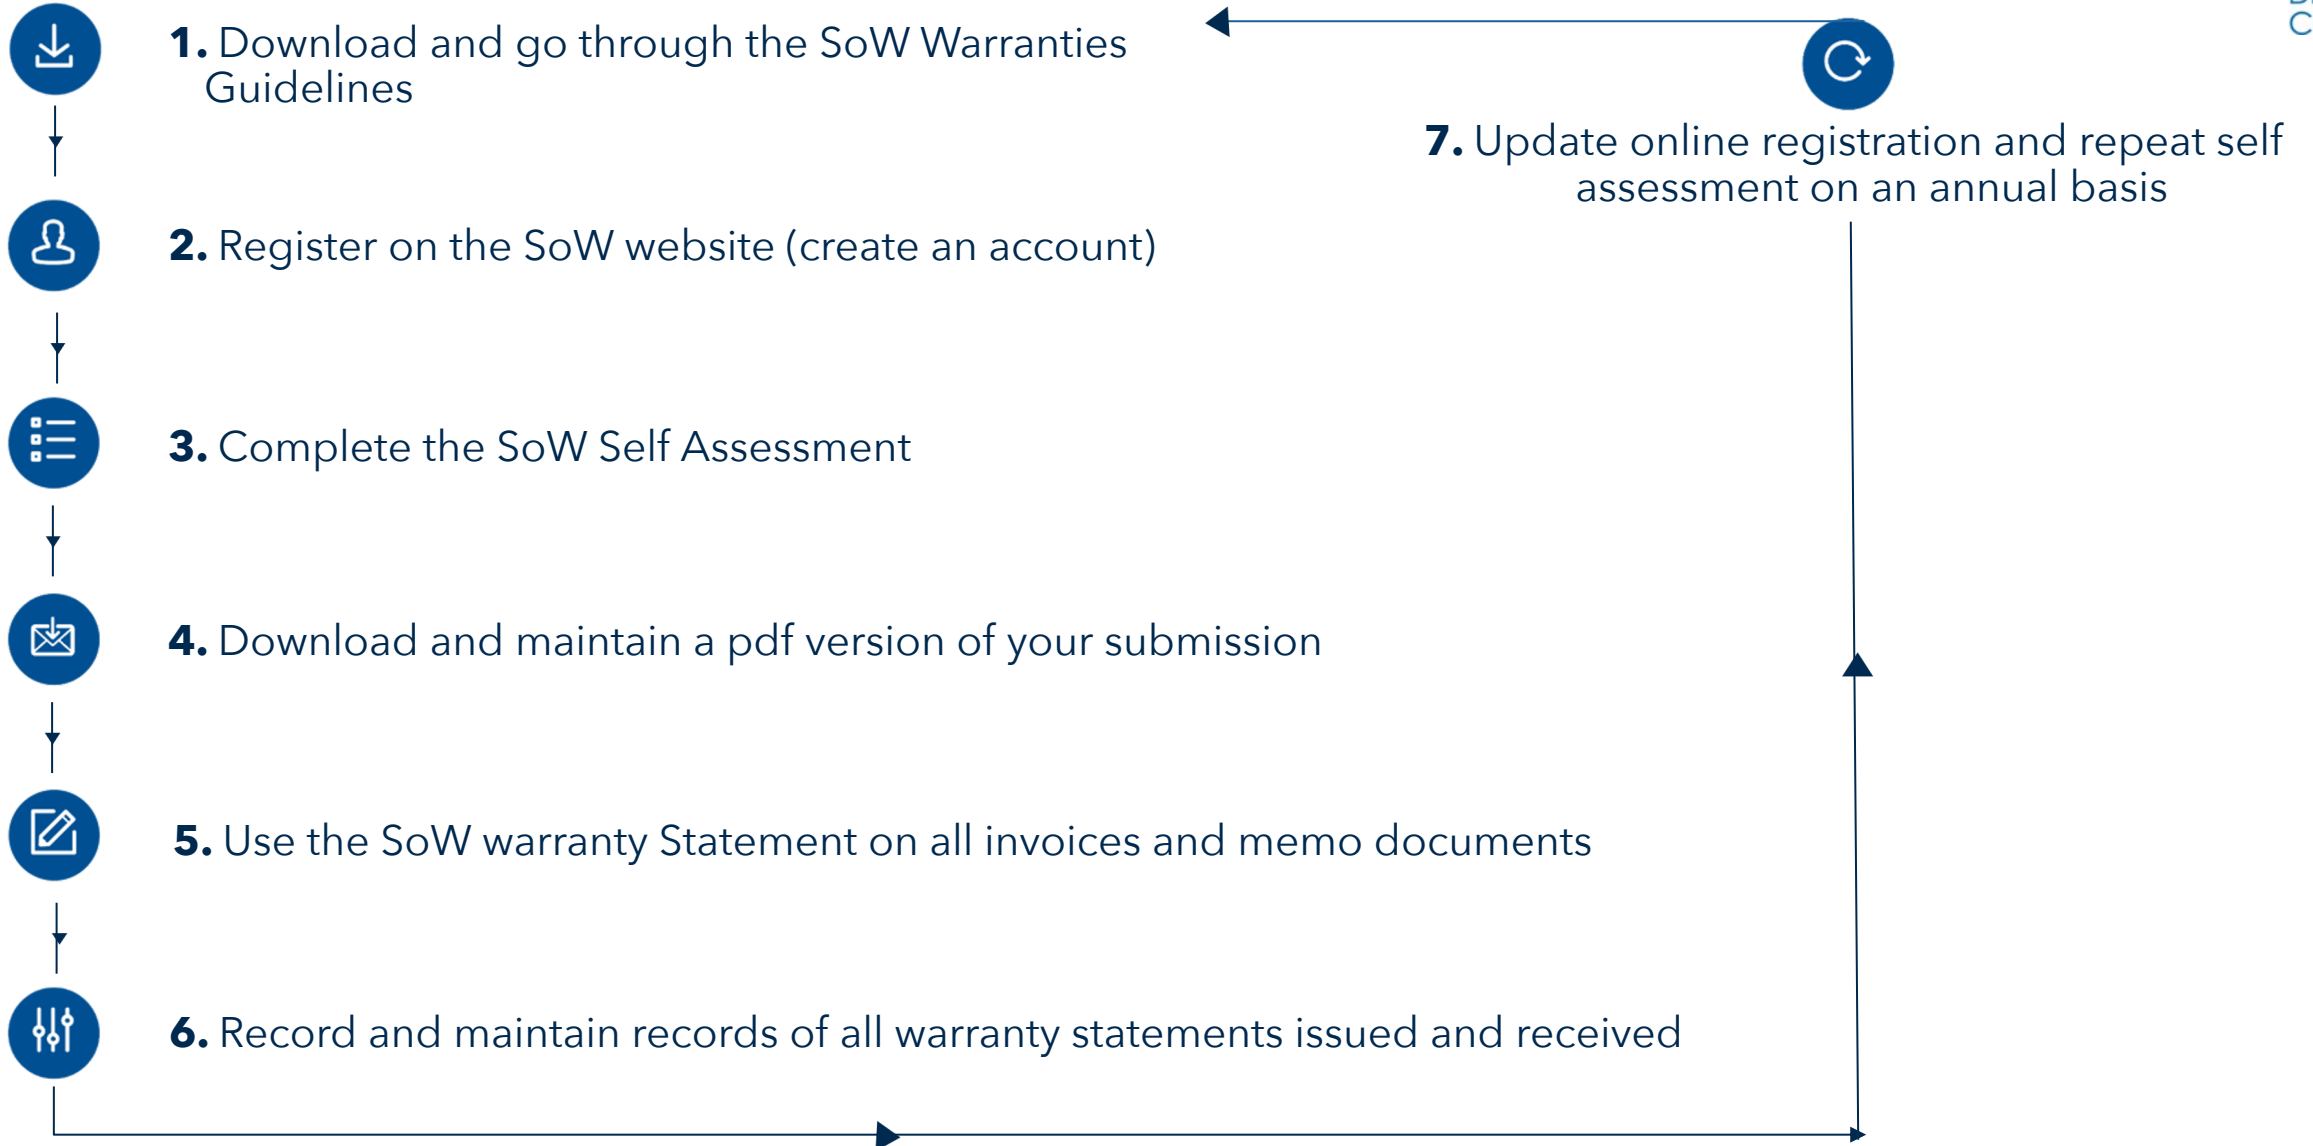 1. Download and go through the SoW Warranties
Guidelines
2. Register on the SoW website (create an account)
3. Complete the SoW Self Assessment
4. Download and maintain a pdf version of your submission
5. Use the SoW warranty Statement on all invoices and memo documents
6. Record and maintain records of all warranty statements issued and received
7. Update online registration and repeat self
assessment on an annual basis